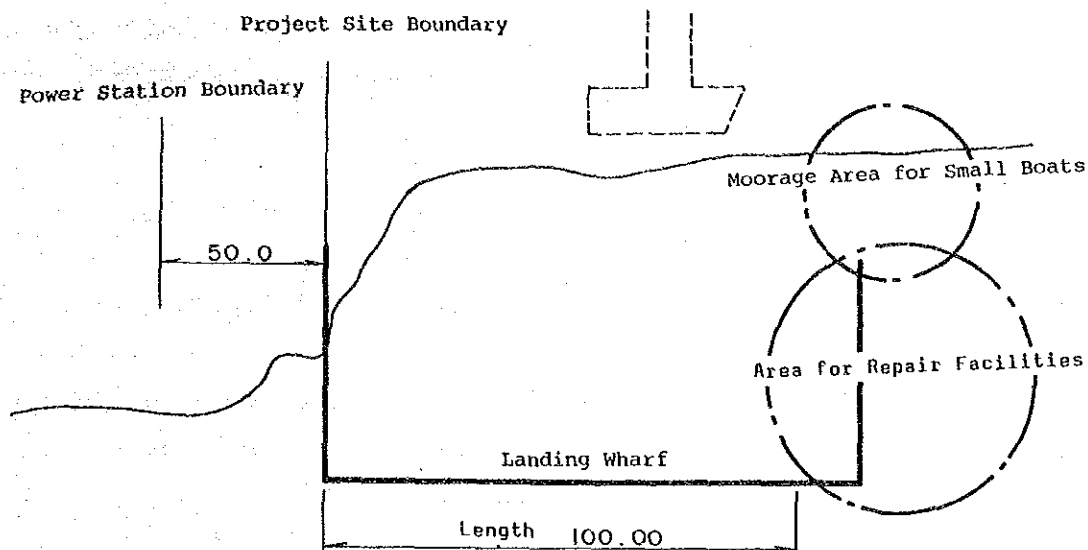 Project Site Boundary
Power Station Boundary
Moorage Area for Small Boats
50.0
Area for Repair Facilities
Landing Wharf
Length 100.00